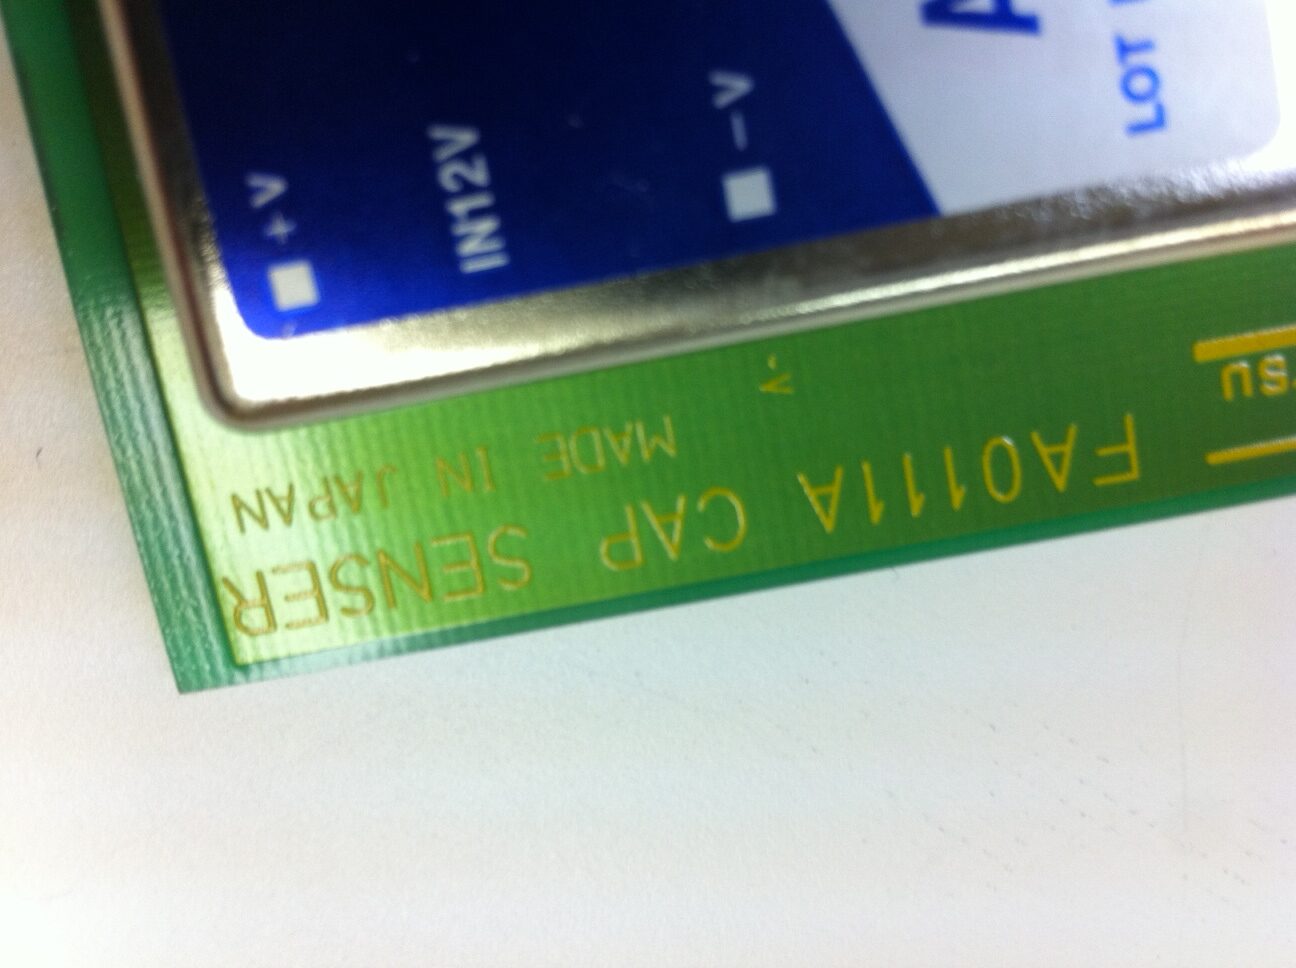 +V
IN12V
-V
LOT
-V
FA0111A CAP SENSER
MADE IN JAPAN